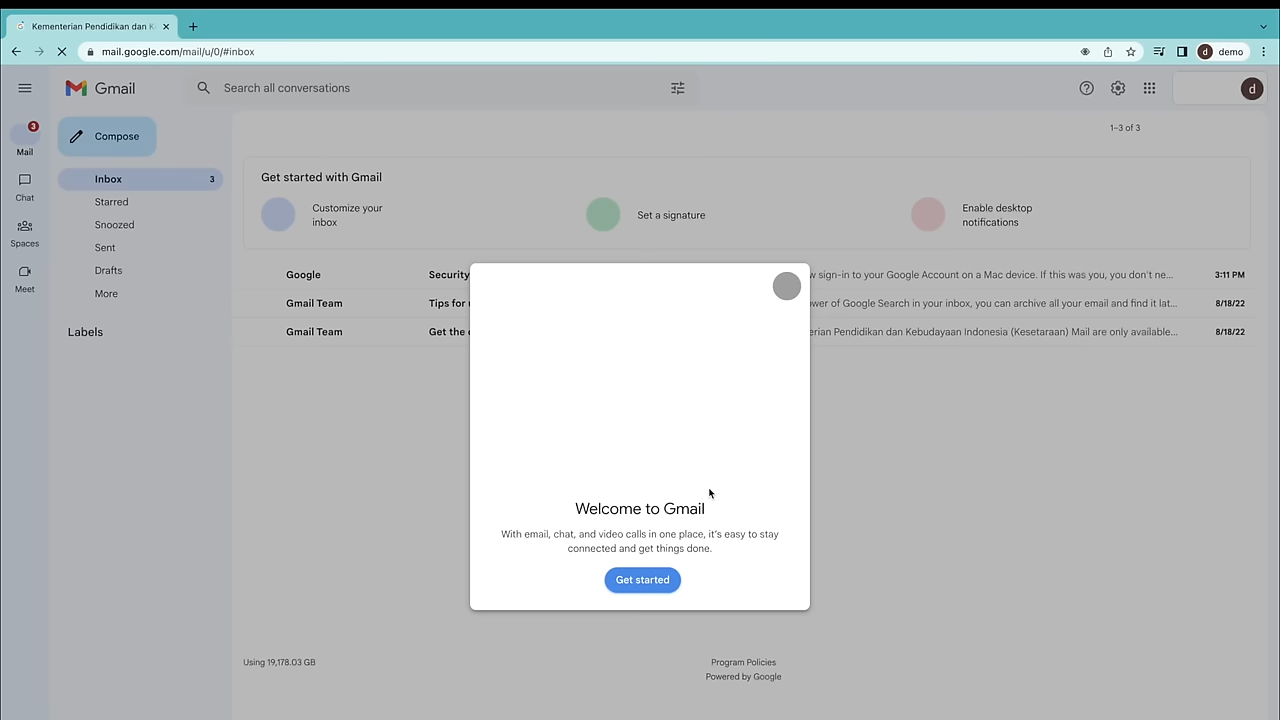 Kementerian Pendidikan dan K
mail.google.com/mail/u/0/#inbox
d demo
Gmail
Search all conversations
d
3
Mail
Chat
Spaces
Meet
Compose
Inbox 3
Starred
Snoozed
Sent
Drafts
More
Labels
1–3 of 3
Get started with Gmail
Customize your
inbox
Set a signature
Enable desktop
notifications
Google Security w sign-in to your Google Account on a Mac device. If this was you, you don't ne... 3:11 PM
Gmail Team Tips for wer of Google Search in your inbox, you can archive all your email and find it lat... 8/18/22
Gmail Team Get the erian Pendidikan dan Kebudayaan Indonesia (Kesetaraan) Mail are only available... 8/18/22
Welcome to Gmail
With email, chat, and video calls in one place, it's easy to stay
connected and get things done.
Get started
Using 19,178.03 GB
Program Policies
Powered by Google